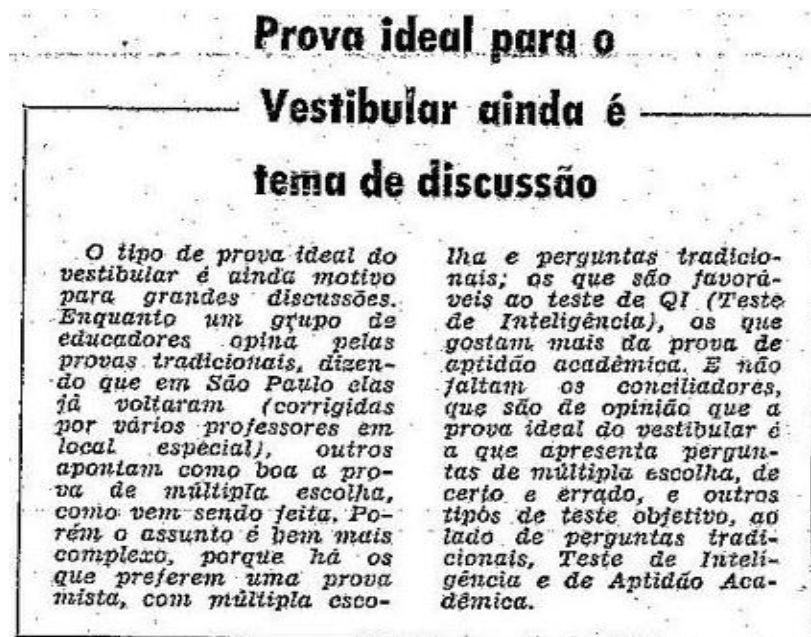 Prova ideal para o
Vestibular ainda é
tema de discussão
O tipo de prova ideal do
vestibular é ainda motivo
para grandes discussões.
Enquanto um grupo de
educadores opina pelas
provas tradicionais, dizen-
do que em São Paulo elas
já voltaram (corrigidas
por vários professores em
local especial), outros
apontam como boa a pro-
va de múltipla escolha,
como vem sendo feita. Po-
rém o assunto é bem mais
complexo, porque há os
que preferem uma prova
mista, com múltipla esco-
lha e perguntas tradicio-
nais; os que são favorá-
veis ao teste de QI (Teste
de Inteligência), os que
gostam mais da prova de
aptidão acadêmica. E não
faltam os conciliadores,
que são de opinião que a
prova ideal do vestibular é
a que apresenta pergun-
tas de múltipla escolha, de
certo e errado, e outros
tipos de teste objetivo, ao
lado de perguntas tradi-
cionais, Teste de Inteli-
gência e de Aptidão Aca-
dêmica.